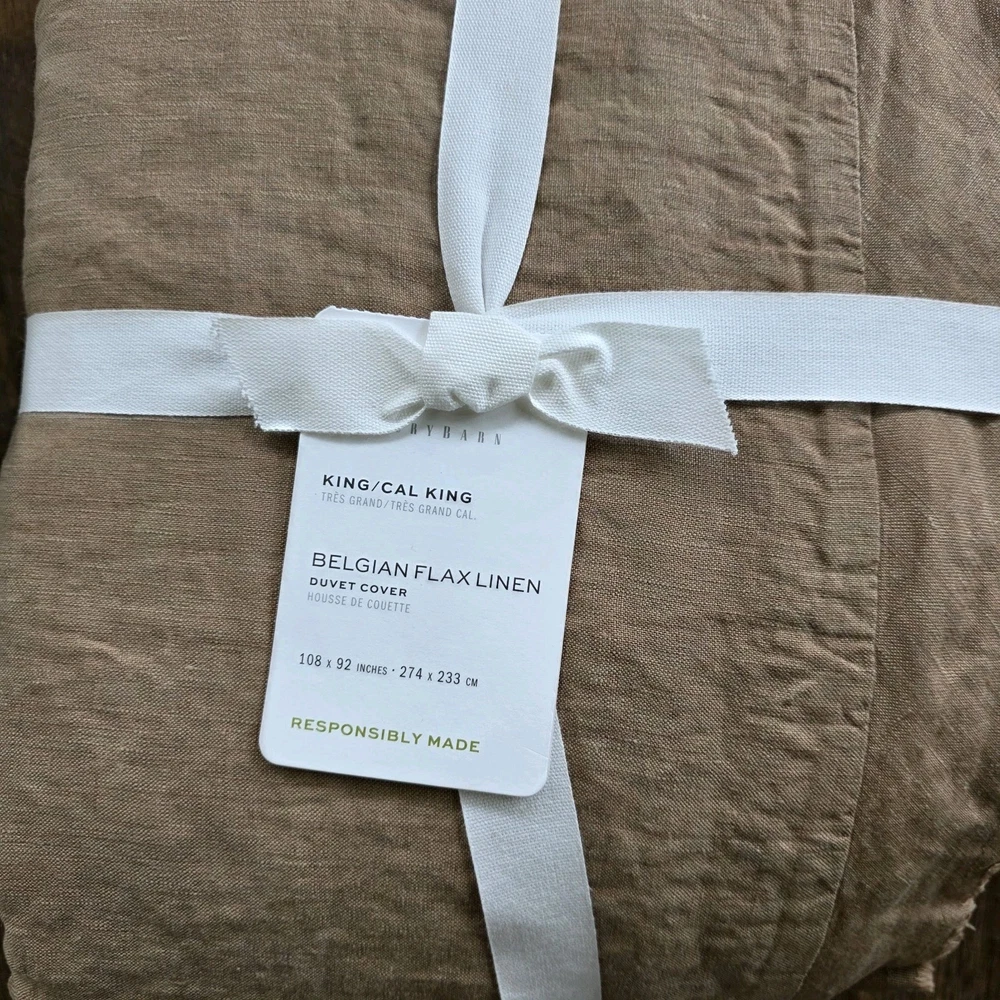 RYBARN
KING/CAL KING
TRÈS GRAND/TRÈS GRAND CAL.
BELGIAN FLAX LINEN
DUVET COVER
HOUSSE DE COUETTE
108 x 92 INCHES · 274 x 233 CM
RESPONSIBLY MADE